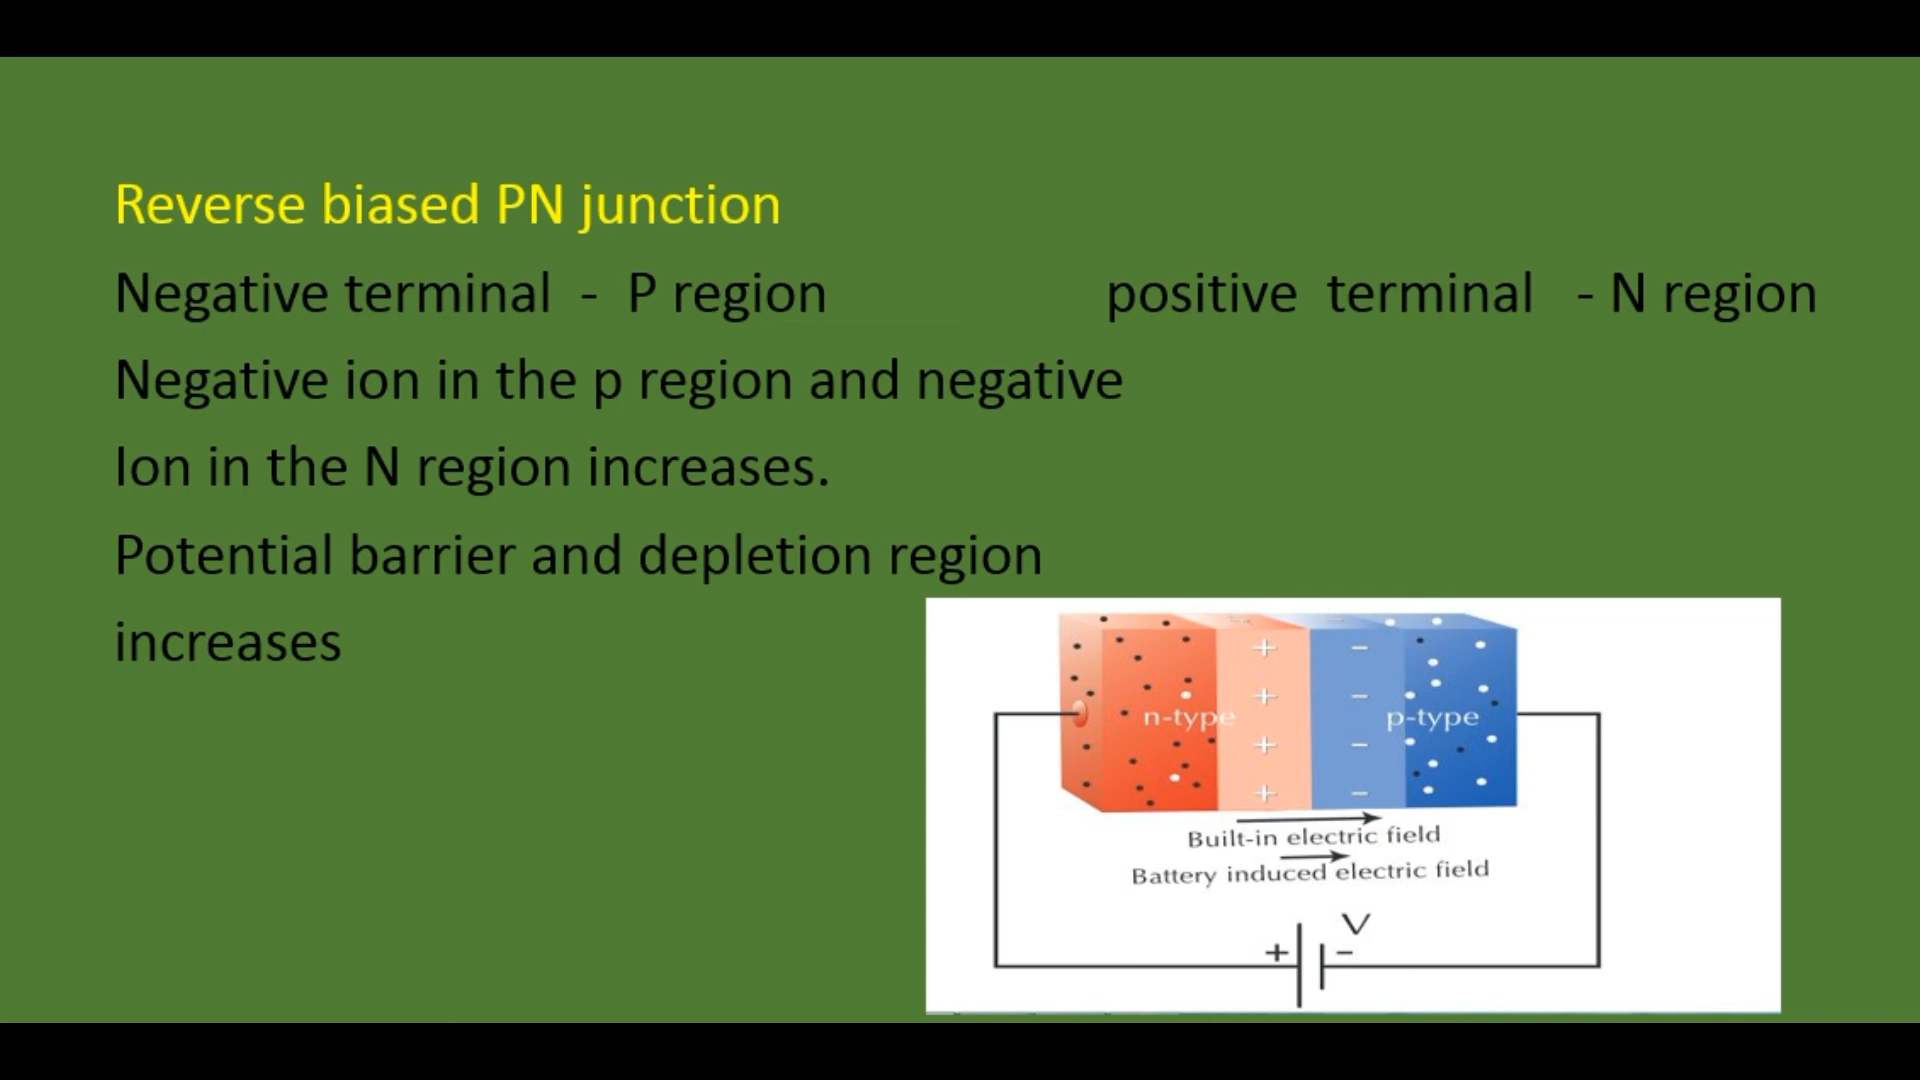 Reverse biased PN junction
Negative terminal - P region positive terminal - N region
Negative ion in the p region and negative
Ion in the N region increases.
Potential barrier and depletion region
increases
+ -
+ -
n-type p-type
+ -
+ -
Built-in electric field
Battery induced electric field
V
+ -